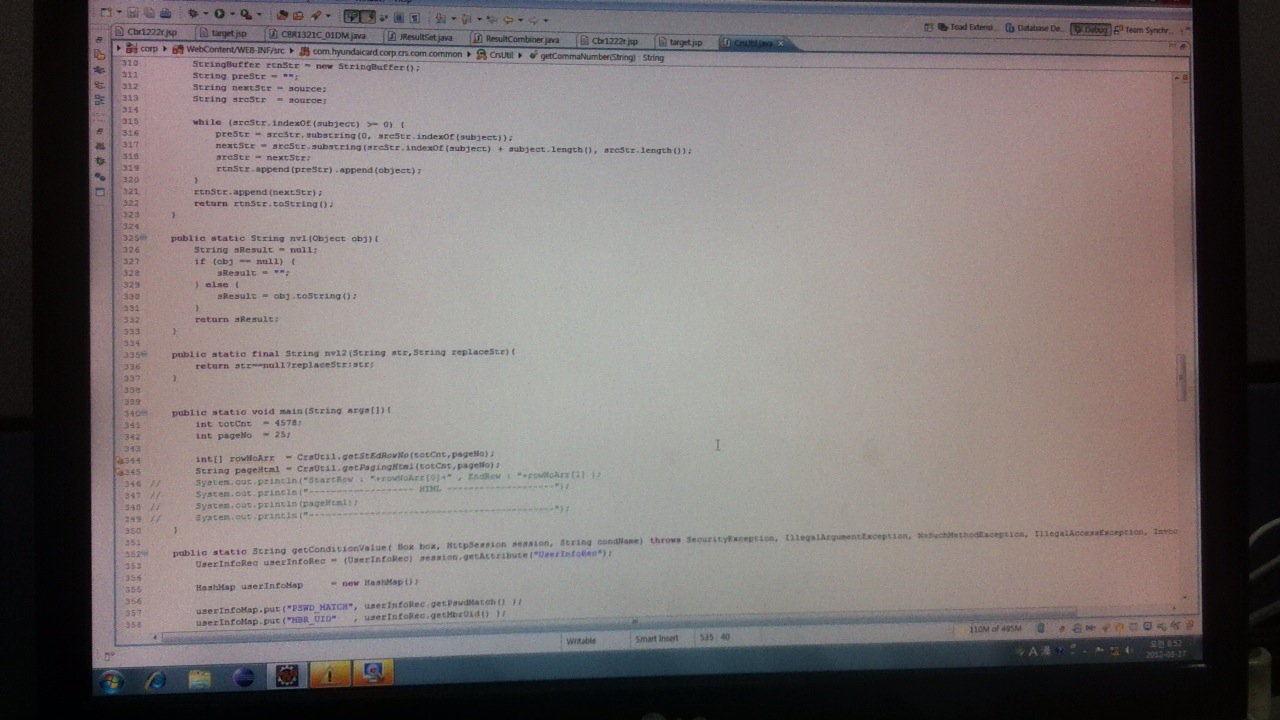 Cbr1222r.jsp target.jsp CBR1321C_01DM.java JResultSet.java ResultCombiner.java Cbr1222r.jsp target.jsp CrsUtil.java
Toad Extend... Database De... Debug Team Synchr...
corp WebContent/WEB-INF/src com.hyundaicard.corp.crs.com.common CrsUtil getCommaNumber(String) String
310 StringBuffer rtnStr = new StringBuffer();
311 String preStr = "";
312 String nextStr = source;
313 String srcStr = source;
314
315 while (srcStr.indexOf(subject) >= 0) {
316 preStr = srcStr.substring(0, srcStr.indexOf(subject));
317 nextStr = srcStr.substring(srcStr.indexOf(subject) + subject.length(), srcStr.length());
318 srcStr = nextStr;
319 rtnStr.append(preStr).append(object);
320 }
321 rtnStr.append(nextStr);
322 return rtnStr.toString();
323 }
324
325 public static String nvl(Object obj){
326 String sResult = null;
327 if (obj == null) {
328 sResult = "";
329 } else {
330 sResult = obj.toString();
331 }
332 return sResult;
333 }
334
335 public static final String nvl2(String str,String replaceStr){
336 return str==null?replaceStr:str;
337 }
338
339
340 public static void main(String args[]){
341 int totCnt = 4578;
342 int pageNo = 25;
343
344 int[] rowNoArr = CrsUtil.getStEdRowNo(totCnt,pageNo);
345 String pageHtml = CrsUtil.getPagingHtml(totCnt,pageNo);
346 // System.out.println("StartRow : "+rowNoArr[0]+" , EndRow : "+rowNoArr[1] );
347 // System.out.println("-------------------- HTML --------------------");
348 // System.out.println(pageHtml);
349 // System.out.println("----------------------------------------------");
350 }
351
352 public static String getConditionValue( Box box, HttpSession session, String condName) throws SecurityException, IllegalArgumentException, NoSuchMethodException, IllegalAccessException, Invoc
353 UserInfoRec userInfoRec = (UserInfoRec) session.getAttribute("UserInfoRec");
354
355 HashMap userInfoMap = new HashMap();
356
357 userInfoMap.put("PSWD_MATCH", userInfoRec.getPswdMatch() );
358 userInfoMap.put("MBR_UID" , userInfoRec.getMbrUid() );
Writable Smart Insert 535 : 40 110M of 495M
오전 8:52